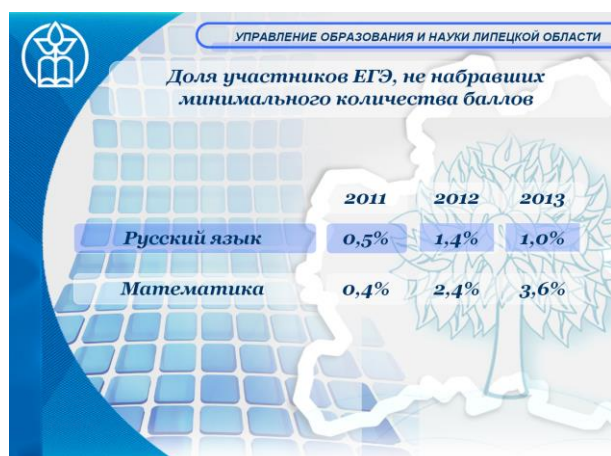 УПРАВЛЕНИЕ ОБРАЗОВАНИЯ И НАУКИ ЛИПЕЦКОЙ ОБЛАСТИ
Доля участников ЕГЭ, не набравших
минимального количества баллов
2011 2012 2013
Русский язык 0,5% 1,4% 1,0%
Математика 0,4% 2,4% 3,6%